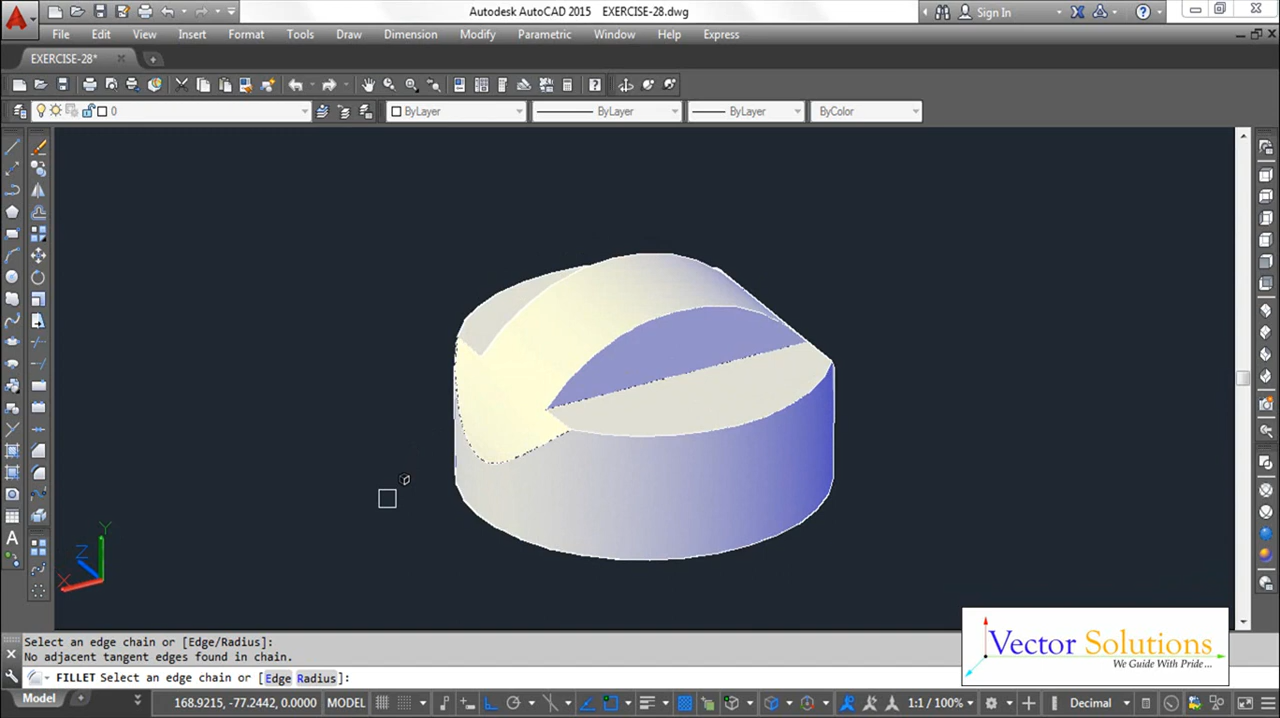 Autodesk AutoCAD 2015 EXERCISE-28.dwg
Sign In
File Edit View Insert Format Tools Draw Dimension Modify Parametric Window Help Express
EXERCISE-28*
0 ByLayer ByLayer ByLayer ByColor
Y
Z
X
A
Select an edge chain or [Edge/Radius]:
No adjacent tangent edges found in chain.
FILLET Select an edge chain or [Edge Radius]:
Vector Solutions
We Guide With Pride...
Model
168.9215, -77.2442, 0.0000 MODEL 1:1 / 100% Decimal